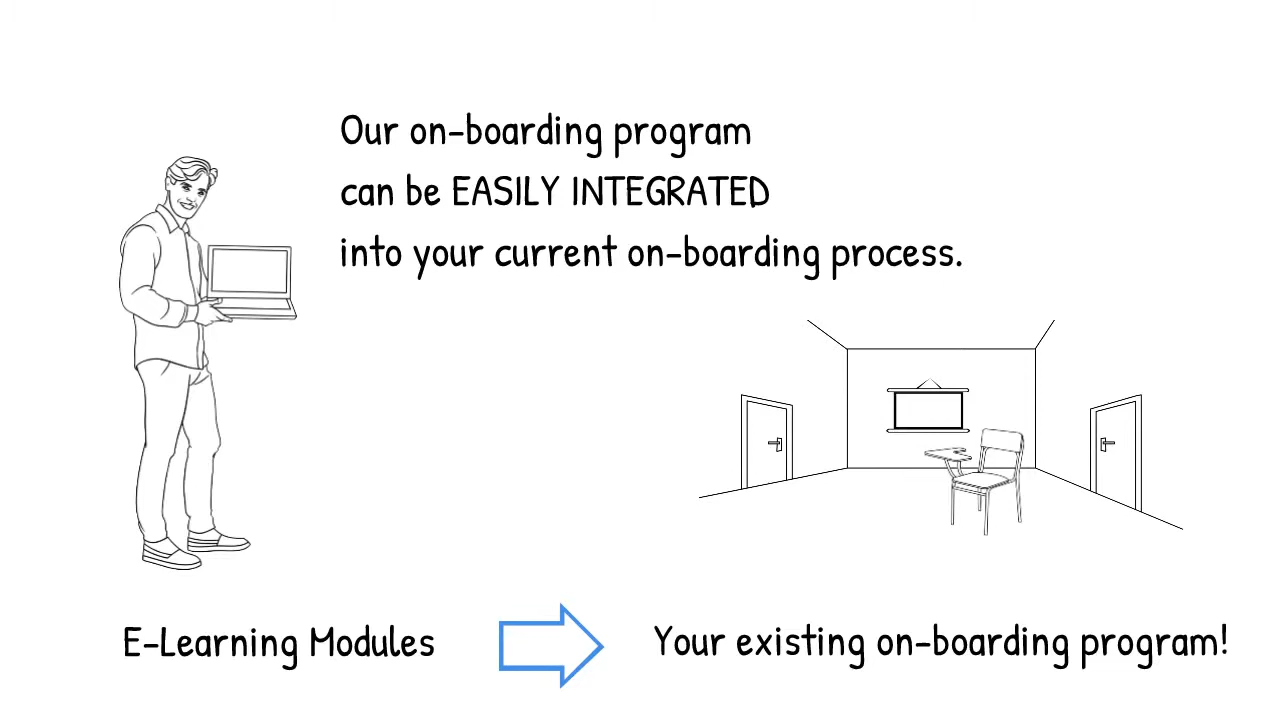 Our on-boarding program
can be EASILY INTEGRATED
into your current on-boarding process.
E-Learning Modules
Your existing on-boarding program!